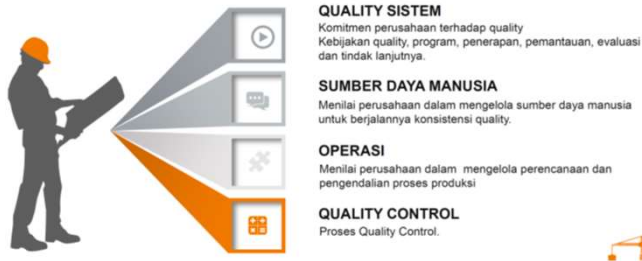 QUALITY SISTEM
Komitmen perusahaan terhadap quality
Kebijakan quality, program, penerapan, pemantauan, evaluasi
dan tindak lanjutnya.
SUMBER DAYA MANUSIA
Menilai perusahaan dalam mengelola sumber daya manusia
untuk berjalannya konsistensi quality.
OPERASI
Menilai perusahaan dalam mengelola perencanaan dan
pengendalian proses produksi
QUALITY CONTROL
Proses Quality Control.